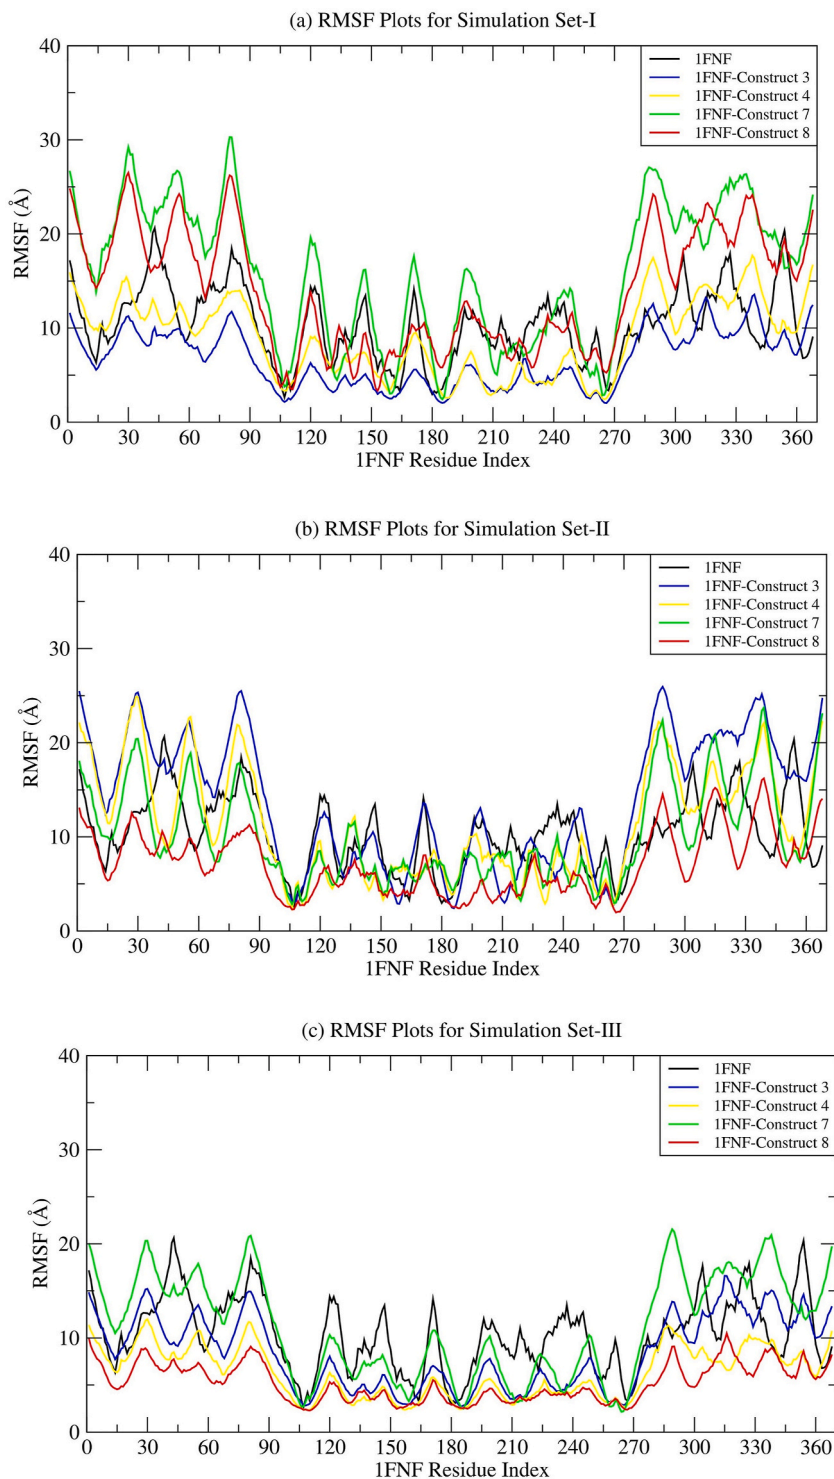 (a) RMSF Plots for Simulation Set-I
40
30
20
10
0
RMSF (Å)
1FNF
1FNF-Construct 3
1FNF-Construct 4
1FNF-Construct 7
1FNF-Construct 8
0 30 60 90 120 150 180 210 240 270 300 330 360
1FNF Residue Index
(b) RMSF Plots for Simulation Set-II
40
30
20
10
0
RMSF (Å)
1FNF
1FNF-Construct 3
1FNF-Construct 4
1FNF-Construct 7
1FNF-Construct 8
0 30 60 90 120 150 180 210 240 270 300 330 360
1FNF Residue Index
(c) RMSF Plots for Simulation Set-III
40
30
20
10
0
RMSF (Å)
1FNF
1FNF-Construct 3
1FNF-Construct 4
1FNF-Construct 7
1FNF-Construct 8
0 30 60 90 120 150 180 210 240 270 300 330 360
1FNF Residue Index